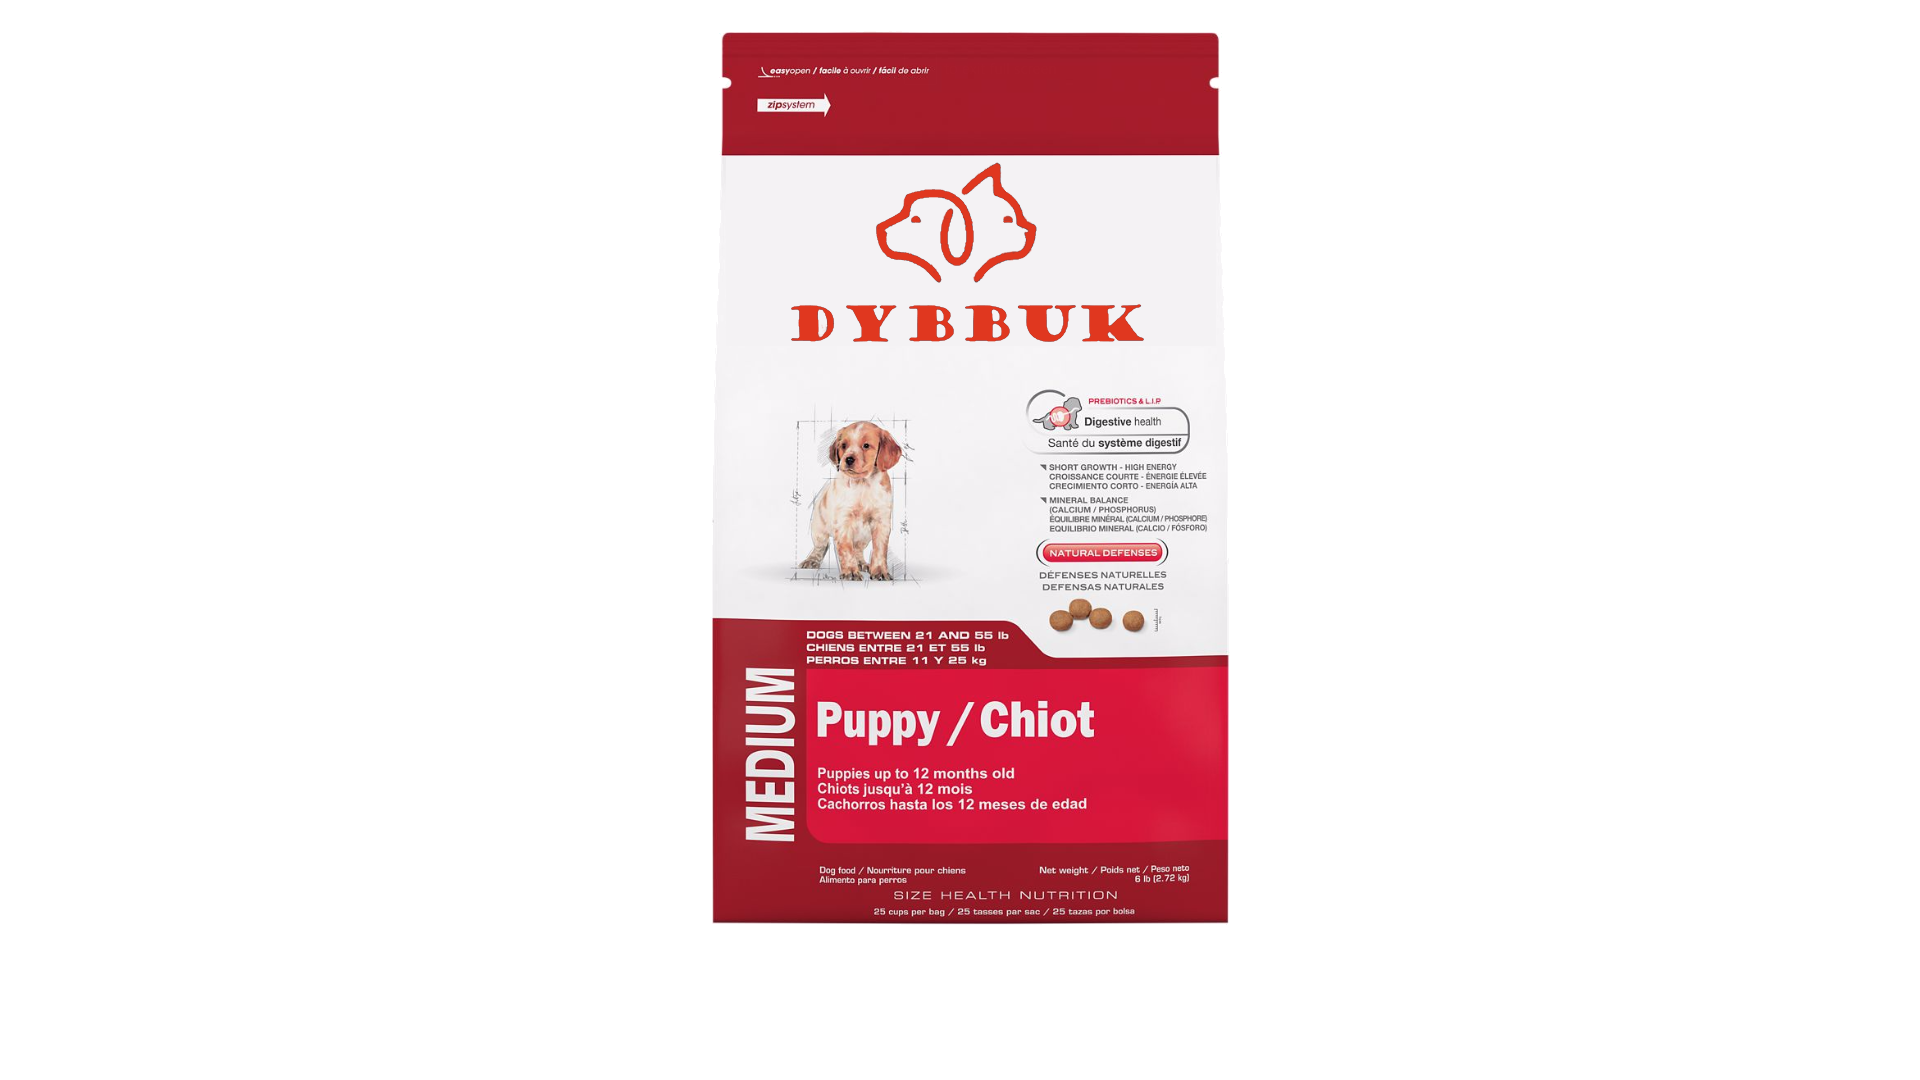 easyopen / facile à ouvrir / fácil de abrir
zipsystem
DYBBUK
PREBIOTICS & L.I.P.
Digestive health
Santé du système digestif
SHORT GROWTH - HIGH ENERGY
CROISSANCE COURTE - ÉNERGIE ÉLEVÉE
CRECIMIENTO CORTO - ENERGÍA ALTA
MINERAL BALANCE
(CALCIUM / PHOSPHORUS)
ÉQUILIBRE MINÉRAL (CALCIUM / PHOSPHORE)
EQUILIBRIO MINERAL (CALCIO / FÓSFORO)
NATURAL DEFENSES
DÉFENSES NATURELLES
DEFENSAS NATURALES
DOGS BETWEEN 21 AND 55 lb
CHIENS ENTRE 21 ET 55 lb
PERROS ENTRE 11 Y 25 kg
MEDIUM
Puppy / Chiot
Puppies up to 12 months old
Chiots jusqu'à 12 mois
Cachorros hasta los 12 meses de edad
Dog food / Nourriture pour chiens
Alimento para perros
Net weight / Poids net / Peso neto
6 lb (2.72 kg)
SIZE HEALTH NUTRITION
25 cups per bag / 25 tasses par sac / 25 tazas por bolsa